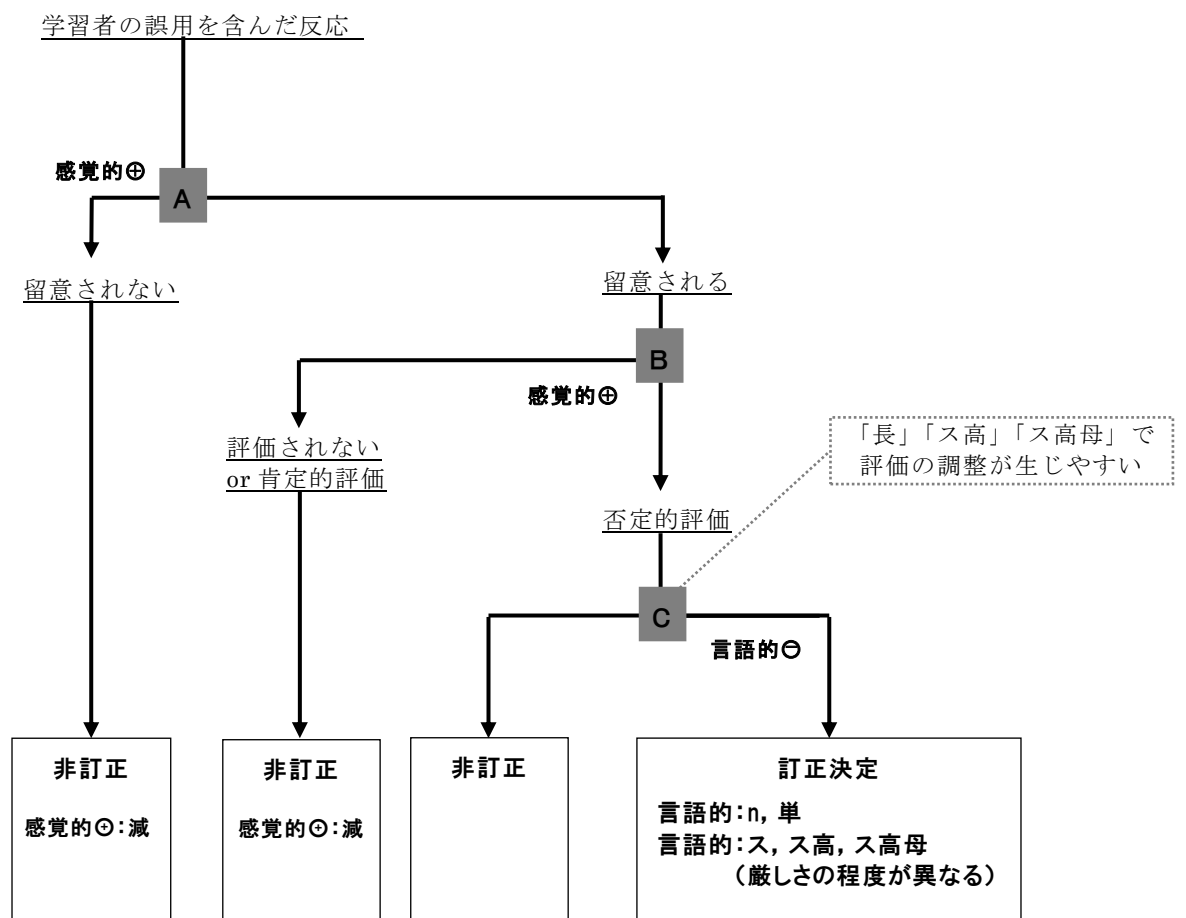 学習者の誤用を含んだ反応
感覚的⊕
A
留意されない
留意される
B
感覚的⊕
評価されない
or 肯定的評価
「長」「ス高」「ス高母」で
評価の調整が生じやすい
否定的評価
C
言語的⊖
非訂正
感覚的⊕:減
非訂正
感覚的⊕:減
非訂正
訂正決定
言語的:n, 単
言語的:ス, ス高, ス高母
(厳しさの程度が異なる)